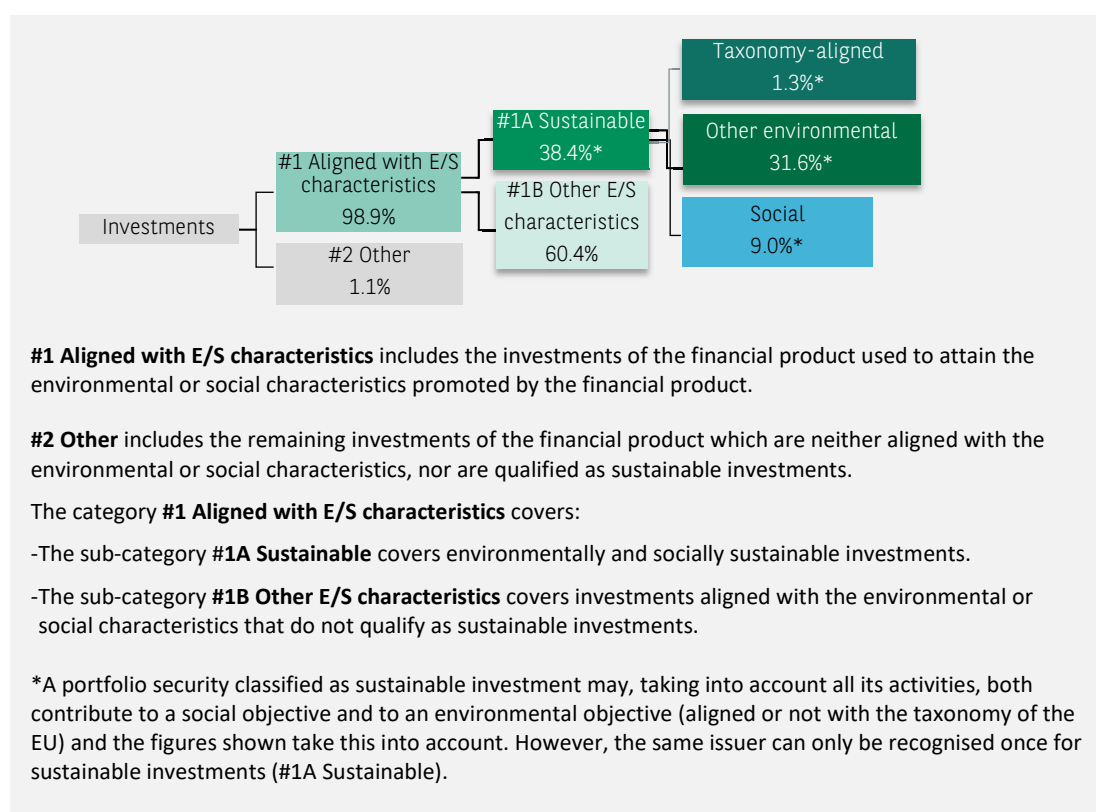 Investments
#1 Aligned with E/S
characteristics
98.9%
#2 Other
1.1%
#1A Sustainable
38.4%*
#1B Other E/S
characteristics
60.4%
Taxonomy-aligned
1.3%*
Other environmental
31.6%*
Social
9.0%*
#1 Aligned with E/S characteristics includes the investments of the financial product used to attain the
environmental or social characteristics promoted by the financial product.
#2 Other includes the remaining investments of the financial product which are neither aligned with the
environmental or social characteristics, nor are qualified as sustainable investments.
The category #1 Aligned with E/S characteristics covers:
-The sub-category #1A Sustainable covers environmentally and socially sustainable investments.
-The sub-category #1B Other E/S characteristics covers investments aligned with the environmental or
social characteristics that do not qualify as sustainable investments.
*A portfolio security classified as sustainable investment may, taking into account all its activities, both
contribute to a social objective and to an environmental objective (aligned or not with the taxonomy of the
EU) and the figures shown take this into account. However, the same issuer can only be recognised once for
sustainable investments (#1A Sustainable).